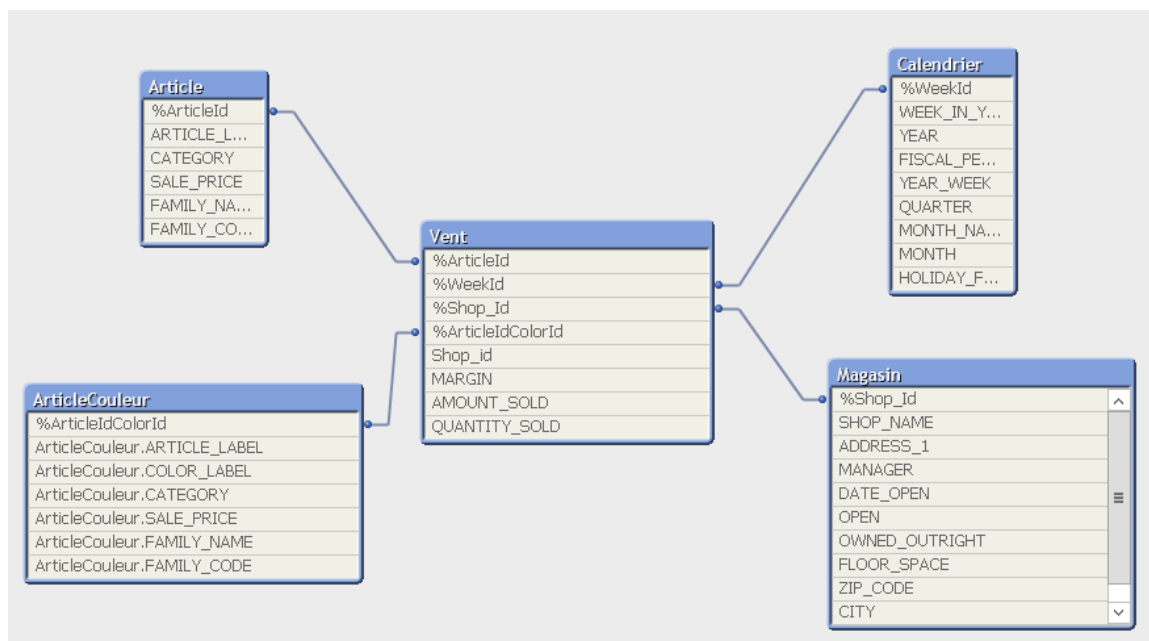 Article
%ArticleId
ARTICLE_L...
CATEGORY
SALE_PRICE
FAMILY_NA...
FAMILY_CO...
Calendrier
%WeekId
WEEK_IN_Y...
YEAR
FISCAL_PE...
YEAR_WEEK
QUARTER
MONTH_NA...
MONTH
HOLIDAY_F...
Vent
%ArticleId
%WeekId
%Shop_Id
%ArticleIdColorId
Shop_id
MARGIN
AMOUNT_SOLD
QUANTITY_SOLD
ArticleCouleur
%ArticleIdColorId
ArticleCouleur.ARTICLE_LABEL
ArticleCouleur.COLOR_LABEL
ArticleCouleur.CATEGORY
ArticleCouleur.SALE_PRICE
ArticleCouleur.FAMILY_NAME
ArticleCouleur.FAMILY_CODE
Magasin
%Shop_Id
SHOP_NAME
ADDRESS_1
MANAGER
DATE_OPEN
OPEN
OWNED_OUTRIGHT
FLOOR_SPACE
ZIP_CODE
CITY